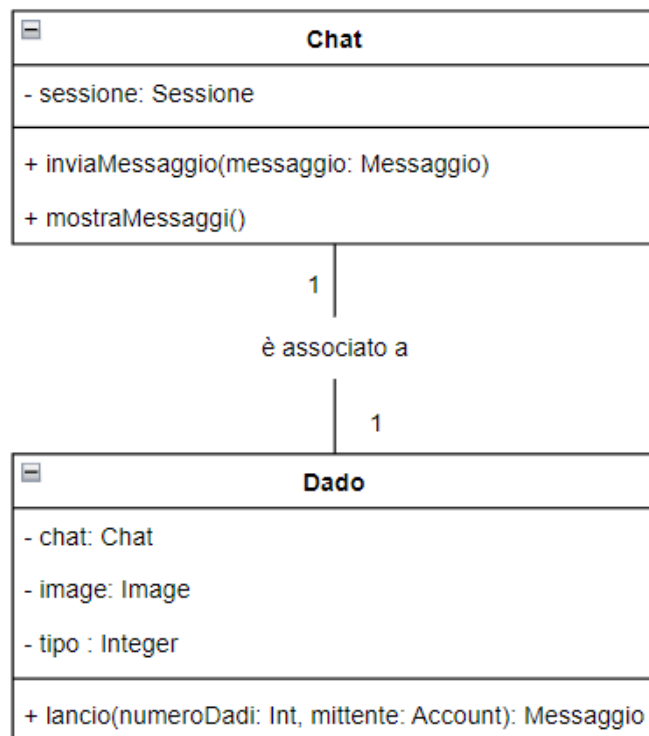 Chat
- sessione: Sessione
+ inviaMessaggio(messaggio: Messaggio)
+ mostraMessaggi()
1
è associato a
1
Dado
- chat: Chat
- image: Image
- tipo : Integer
+ lancio(numeroDadi: Int, mittente: Account): Messaggio